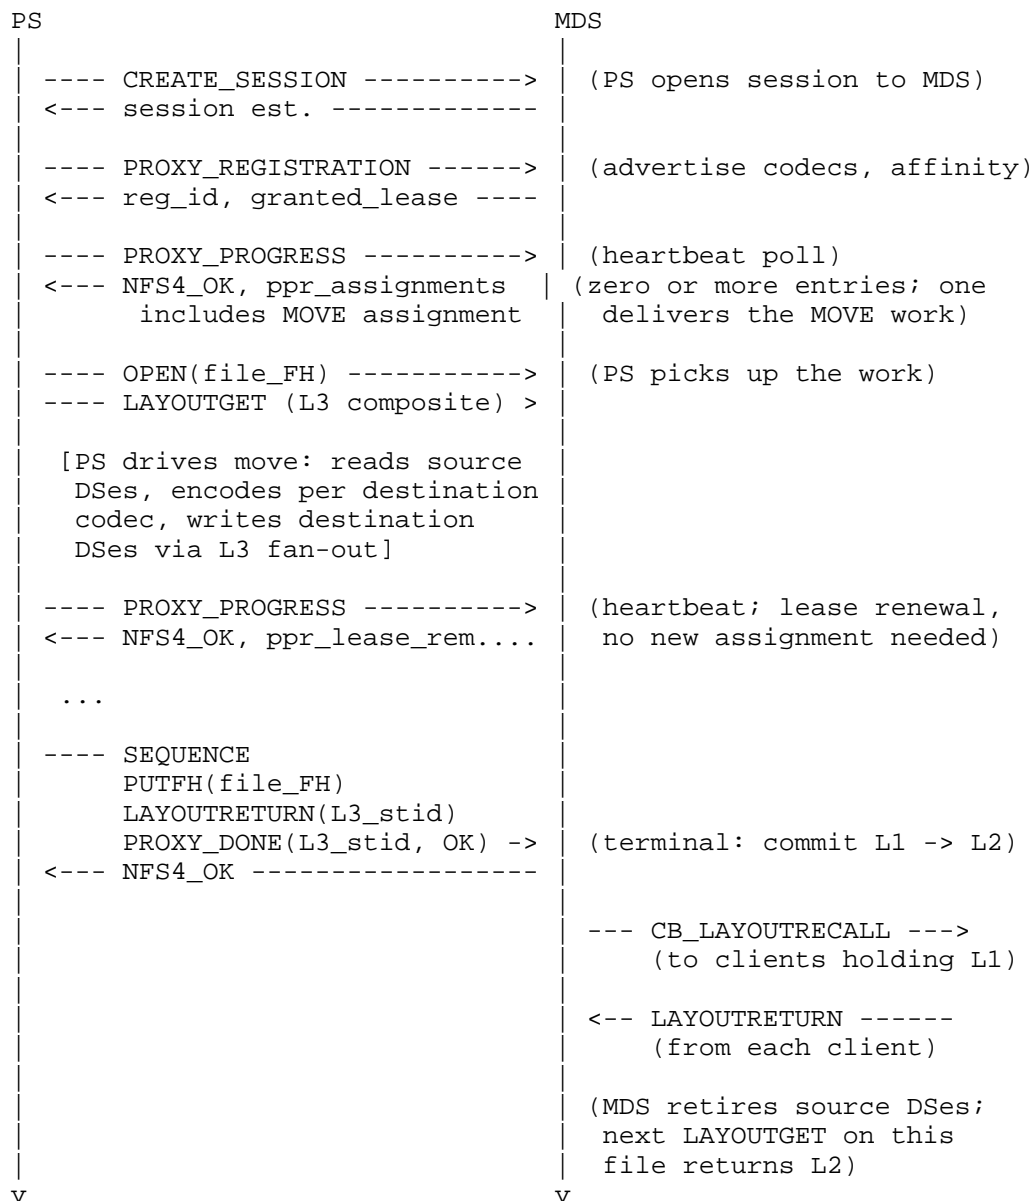 PS                                     MDS
|                                      |
| ---- CREATE_SESSION ----------> | (PS opens session to MDS)
| <--- session est. ------------- |
|                                      |
| ---- PROXY_REGISTRATION ------> | (advertise codecs, affinity)
| <--- reg_id, granted_lease ---- |
|                                      |
| ---- PROXY_PROGRESS ----------> | (heartbeat poll)
| <--- NFS4_OK, ppr_assignments  | (zero or more entries; one
|       includes MOVE assignment |  delivers the MOVE work)
|                                      |
| ---- OPEN(file_FH) -----------> | (PS picks up the work)
| ---- LAYOUTGET (L3 composite) > |
|                                      |
|  [PS drives move: reads source |
|   DSes, encodes per destination |
|   codec, writes destination |
|   DSes via L3 fan-out] |
|                                      |
| ---- PROXY_PROGRESS ----------> | (heartbeat; lease renewal,
| <--- NFS4_OK, ppr_lease_rem.... |  no new assignment needed)
|                                      |
|  ... |
|                                      |
| ---- SEQUENCE |
|      PUTFH(file_FH) |
|      LAYOUTRETURN(L3_stid) |
|      PROXY_DONE(L3_stid, OK) -> | (terminal: commit L1 -> L2)
| <--- NFS4_OK ------------------ |
|                                      |
|                                      | --- CB_LAYOUTRECALL --->
|                                      |     (to clients holding L1)
|                                      |
|                                      | <-- LAYOUTRETURN ------
|                                      |     (from each client)
|                                      |
|                                      | (MDS retires source DSes;
|                                      |  next LAYOUTGET on this
|                                      |  file returns L2)
V                                      V